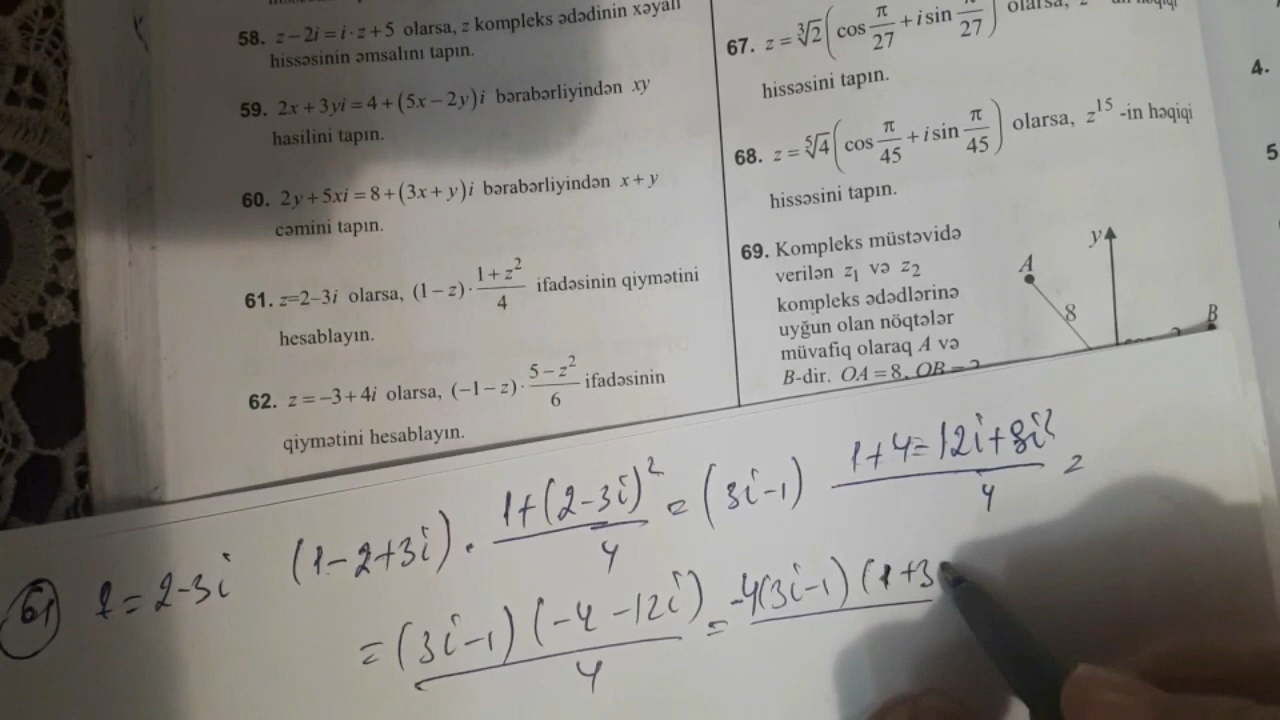 58. z – 2i = i · z + 5 olarsa, z kompleks ədədinin xəyali
hissəsinin əmsalını tapın.
59. 2x + 3yi = 4 + (5x – 2y)i bərabərliyindən xy
hasilini tapın.
60. 2y + 5xi = 8 + (3x + y)i bərabərliyindən x + y
cəmini tapın.
61. z=2–3i olarsa, (1 – z) · (1 + z²)/4 ifadəsinin qiymətini
hesablayın.
62. z = –3 + 4i olarsa, (–1 – z) · (5 – z²)/6 ifadəsinin
qiymətini hesablayın.
67. z = ∛2 (cos π/27 + i sin π/27) olarsa,
hissəsini tapın.
68. z = ⁵√4 (cos π/45 + i sin π/45) olarsa, z¹⁵ -in həqiqi
hissəsini tapın.
69. Kompleks müstəvidə
verilən z₁ və z₂
kompleks ədədlərinə
uyğun olan nöqtələr
müvafiq olaraq A və
B-dir. OA = 8, OB =
y
A
8
B
4.
5
61 z = 2-3i (1-2+3i) · (1+(2-3i)²)/4 = (3i-1) (1+4=12i+8i²)/4 =
= (3i-1)(-4-12i)/4 = -4(3i-1)(1+3